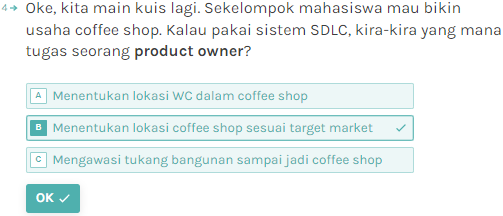 4→ Oke, kita main kuis lagi. Sekelompok mahasiswa mau bikin
usaha coffee shop. Kalau pakai sistem SDLC, kira-kira yang mana
tugas seorang product owner?
A Menentukan lokasi WC dalam coffee shop
B Menentukan lokasi coffee shop sesuai target market ✓
C Mengawasi tukang bangunan sampai jadi coffee shop
OK ✓